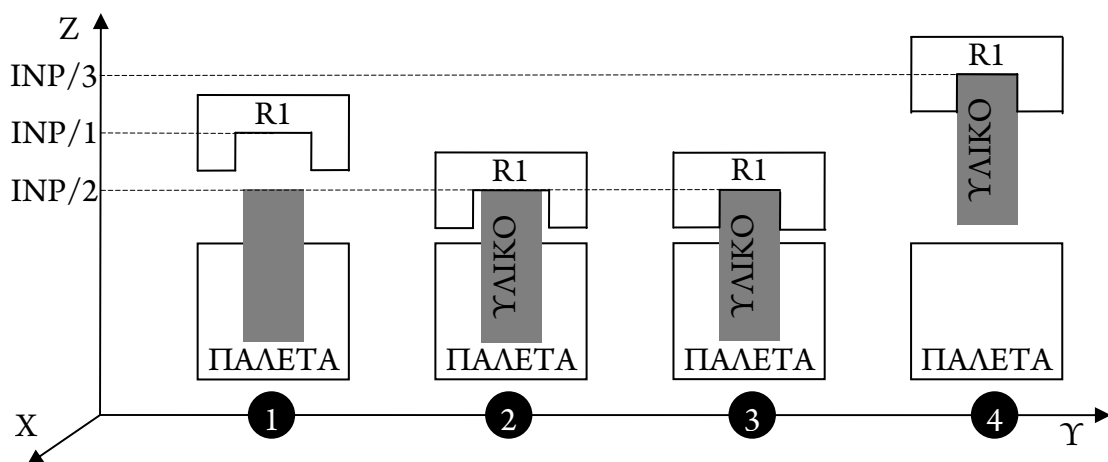 Z
INP/3
R1
R1
INP/1
ΥΛΙΚΟ
R1
R1
INP/2
ΥΛΙΚΟ
ΥΛΙΚΟ
ΠΑΛΕΤΑ
ΠΑΛΕΤΑ
ΠΑΛΕΤΑ
ΠΑΛΕΤΑ
X
1
2
3
4
Υ